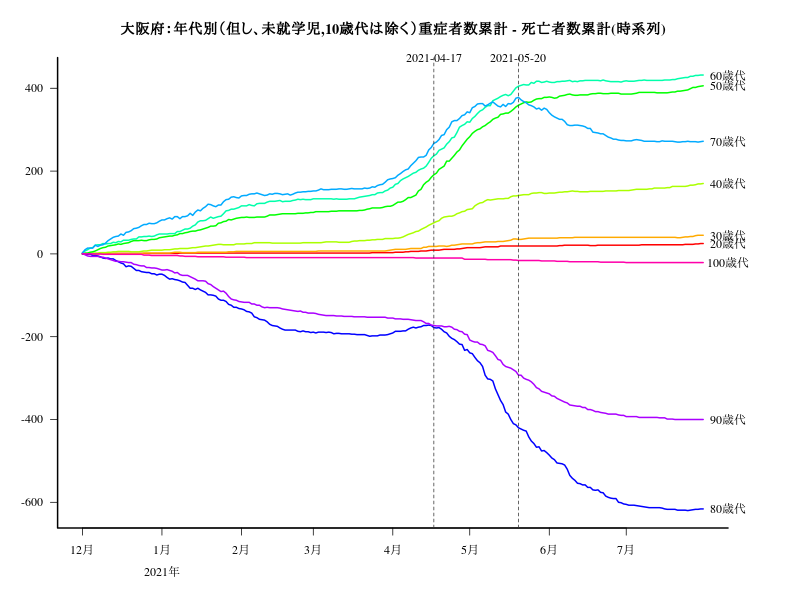 大阪府：年代別（但し、未就学児,10歳代は除く）重症者数累計 - 死亡者数累計(時系列)
2021-04-17 2021-05-20
60歳代
50歳代
70歳代
40歳代
30歳代
20歳代
100歳代
90歳代
80歳代
400
200
0
-200
-400
-600
12月 1月 2月 3月 4月 5月 6月 7月
2021年